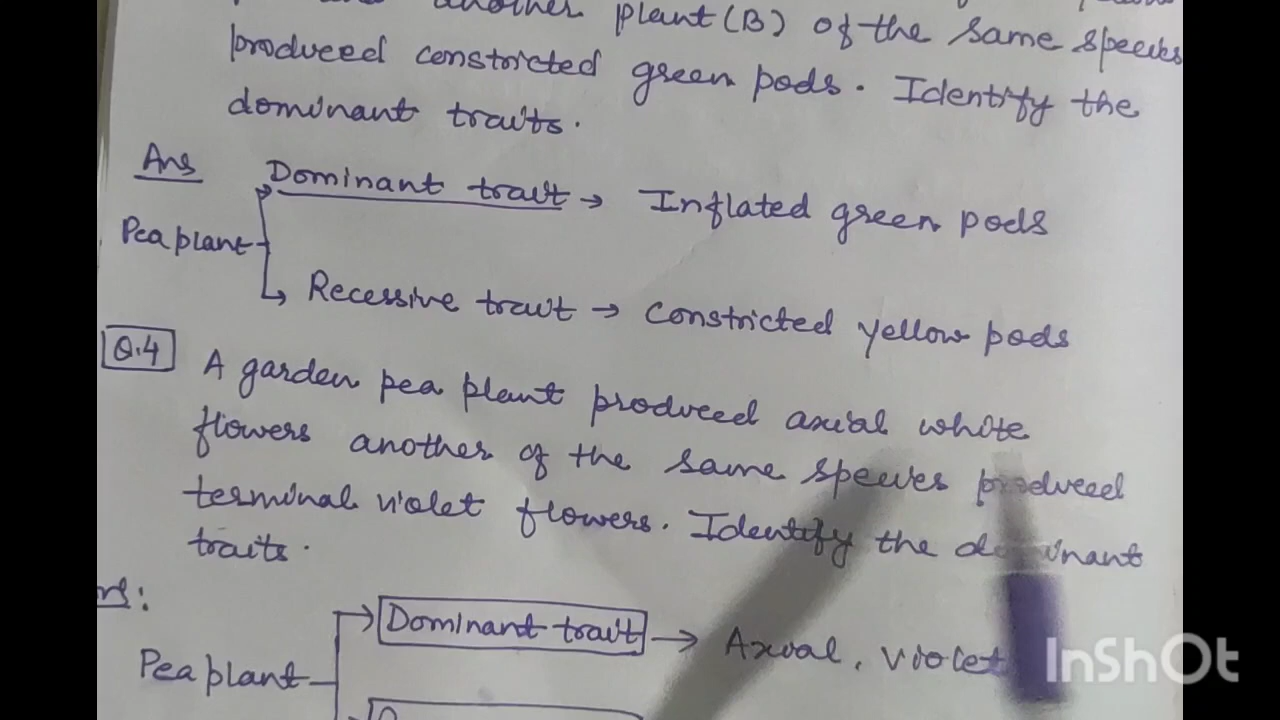 another plant (B) of the same species
produced constricted green pods. Identify the
dominant traits.
Ans
Dominant trait → Inflated green pods
Pea plant
Recessive trait → constricted yellow pods
Q.4 A garden pea plant produced axial white
flowers another of the same species produced
terminal violet flowers. Identify the dominant
traits.
Dominant trait → Axial, violet
Pea plant
InShOt